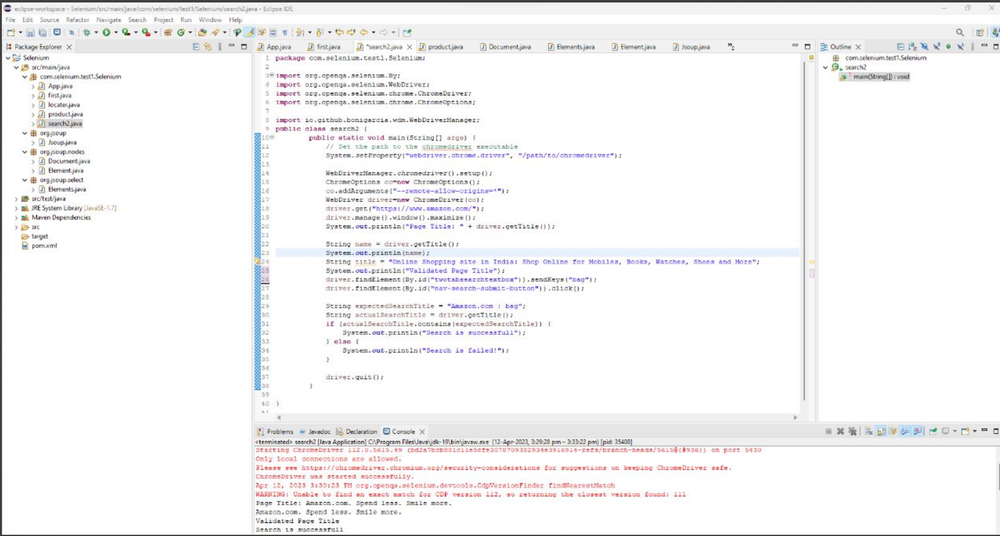 eclipse-workspace - Selenium/src/main/java/com/selenium/test1/Selenium/search2.java - Eclipse IDE
File Edit Source Refactor Navigate Search Project Run Window Help
Package Explorer
Selenium
src/main/java
com.selenium.test1.Selenium
App.java
first.java
locater.java
product.java
search2.java
org.jsoup
Jsoup.java
org.jsoup.nodes
Document.java
Element.java
org.jsoup.select
Elements.java
src/test/java
JRE System Library [JavaSE-1.7]
Maven Dependencies
src
target
pom.xml
App.java first.java *search2.java product.java Document.java Elements.java Element.java Jsoup.java "2
1 package com.selenium.test1.Selenium;
2
3 import org.openqa.selenium.By;
4 import org.openqa.selenium.WebDriver;
5 import org.openqa.selenium.chrome.ChromeDriver;
6 import org.openqa.selenium.chrome.ChromeOptions;
7
8 import io.github.bonigarcia.wdm.WebDriverManager;
9 public class search2 {
10 public static void main(String[] args) {
11 // Set the path to the chromedriver executable
12 System.setProperty("webdriver.chrome.driver", "/path/to/chromedriver");
13
14 WebDriverManager.chromedriver().setup();
15 ChromeOptions co=new ChromeOptions();
16 co.addArguments("--remote-allow-origins=*");
17 WebDriver driver=new ChromeDriver(co);
18 driver.get("https://www.amazon.com/");
19 driver.manage().window().maximize();
20 System.out.println("Page Title: " + driver.getTitle());
21
22 String name = driver.getTitle();
23 System.out.println(name);
24 String title = "Online Shopping site in India: Shop Online for Mobiles, Books, Watches, Shoes and More";
25 System.out.println("Validated Page Title");
26 driver.findElement(By.id("twotabsearchtextbox")).sendKeys("bag");
27 driver.findElement(By.id("nav-search-submit-button")).click();
28
29 String expectedSearchTitle = "Amazon.com : bag";
30 String actualSearchTitle = driver.getTitle();
31 if (actualSearchTitle.contains(expectedSearchTitle)) {
32 System.out.println("Search is successfull");
33 } else {
34 System.out.println("Search is failed!");
35 }
36
37 driver.quit();
38 }
39
40 }
41
Outline
com.selenium.test1.Selenium
search2
main(String[]) : void
Problems Javadoc Declaration Console
<terminated> search2 [Java Application] C:\Program Files\Java\jdk-19\bin\javaw.exe (12-Apr-2023, 3:29:28 pm – 3:33:22 pm) [pid: 35408]
Starting ChromeDriver 112.0.5615.49 (bd2a7bcb881c11e8cfe3078709382934e3916914-refs/branch-heads/5615@{#936}) on port 5430
Only local connections are allowed.
Please see https://chromedriver.chromium.org/security-considerations for suggestions on keeping ChromeDriver safe.
ChromeDriver was started successfully.
Apr 12, 2023 3:30:23 PM org.openqa.selenium.devtools.CdpVersionFinder findNearestMatch
WARNING: Unable to find an exact match for CDP version 112, so returning the closest version found: 111
Page Title: Amazon.com. Spend less. Smile more.
Amazon.com. Spend less. Smile more.
Validated Page Title
Search is successfull